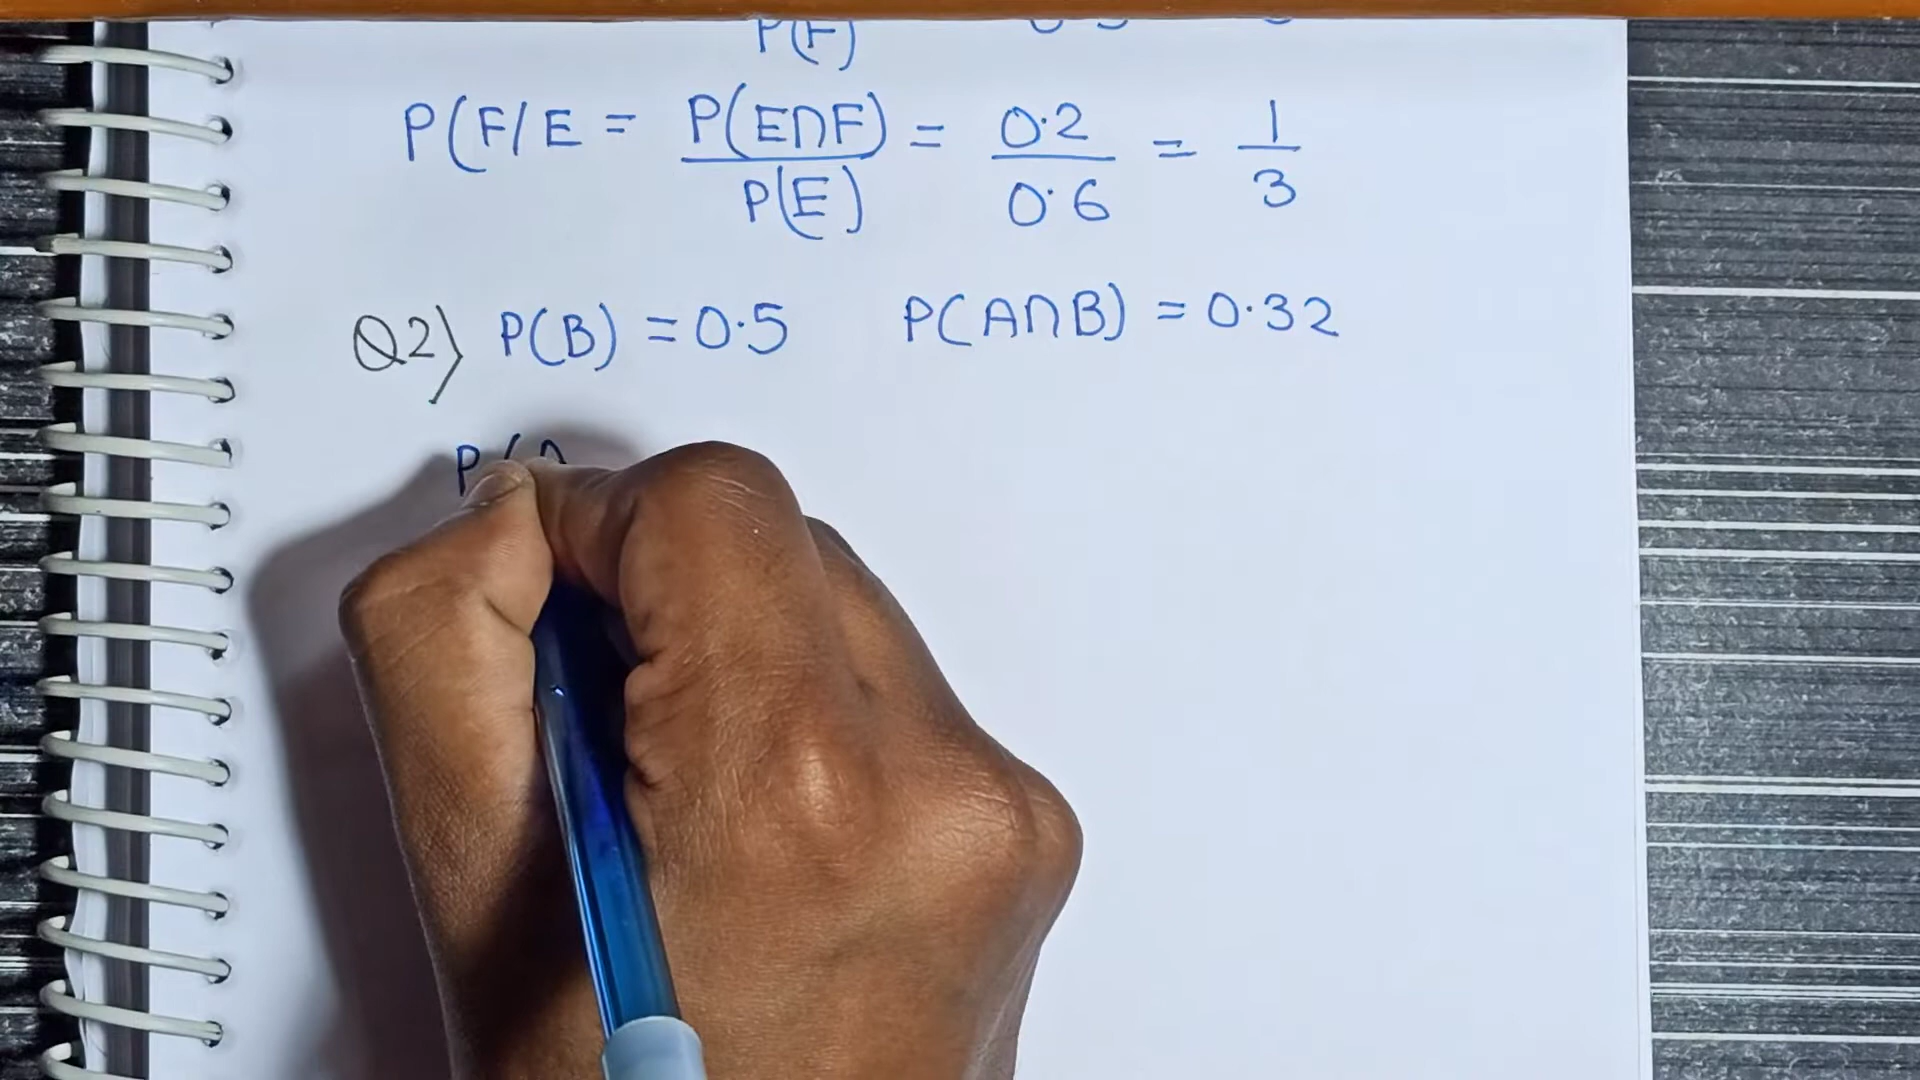 P(F)
P(F/E = P(E∩F)/P(E) = 0.2/0.6 = 1/3
Q2) P(B) = 0.5 P(A∩B) = 0.32
P(A